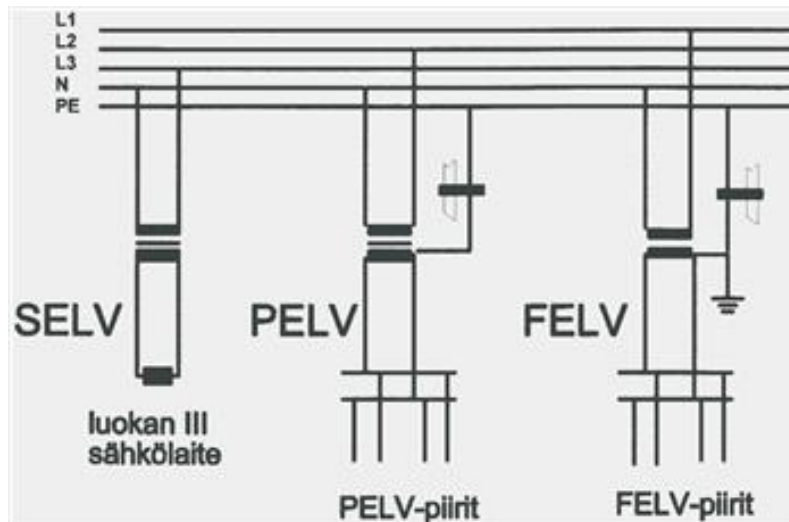 L1
L2
L3
N
PE
SELV
PELV
FELV
luokan III
sähkölaite
PELV-piirit
FELV-piirit